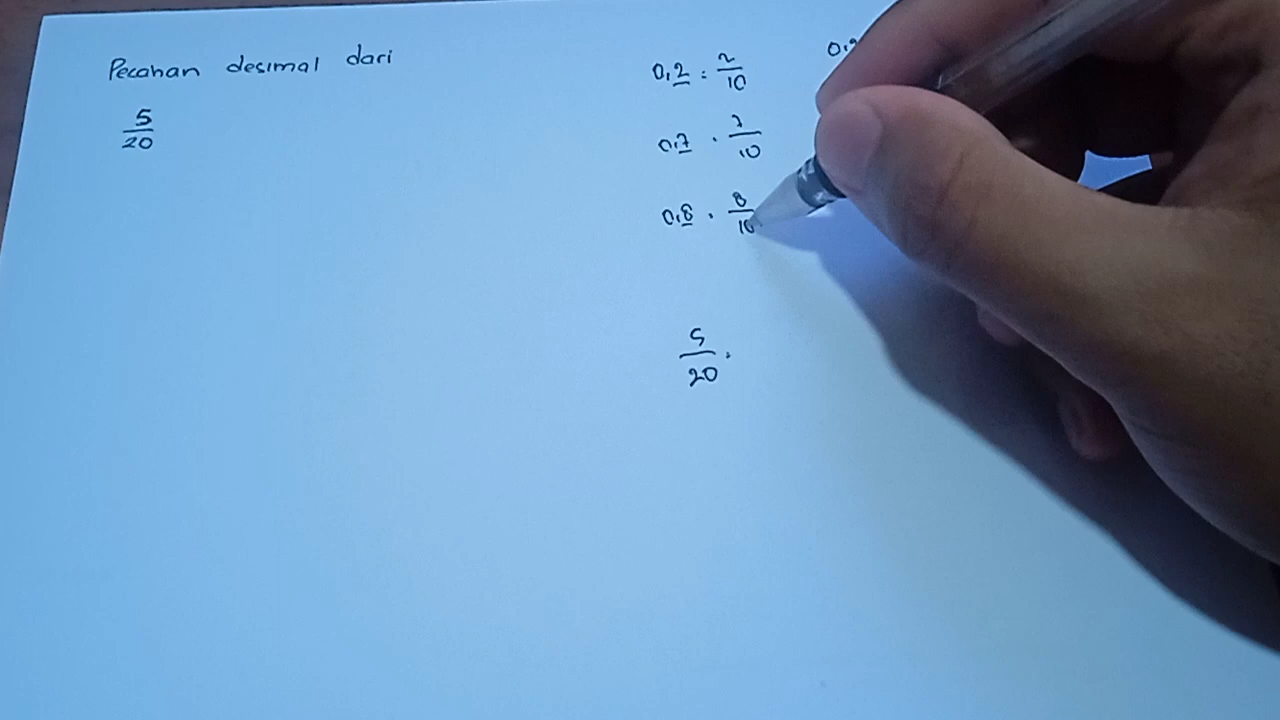 Pecahan desimal dari
5/20
0,2 = 2/10
0,7 = 7/10
0,8 = 8/10
5/20 =